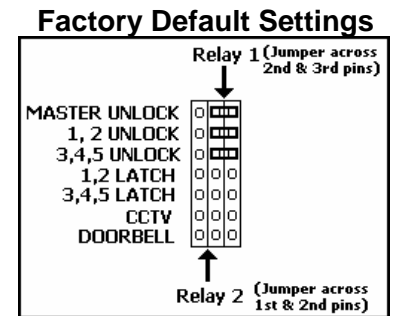 Factory Default Settings
Relay 1 (Jumper across
2nd & 3rd pins)
MASTER UNLOCK
1, 2 UNLOCK
3,4,5 UNLOCK
1,2 LATCH
3,4,5 LATCH
CCTV
DOORBELL
Relay 2 (Jumper across
1st & 2nd pins)